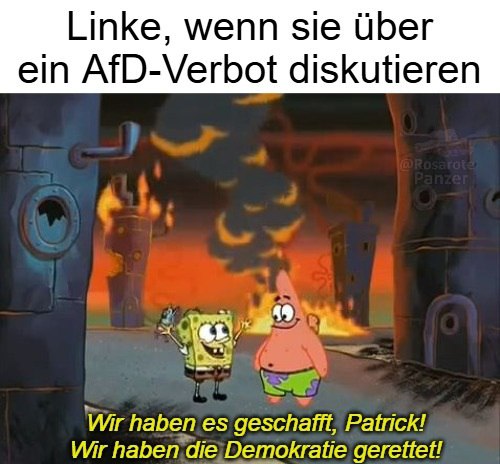 Linke, wenn sie über
ein AfD-Verbot diskutieren
@Rosarote
Panzer
Wir haben es geschafft, Patrick!
Wir haben die Demokratie gerettet!